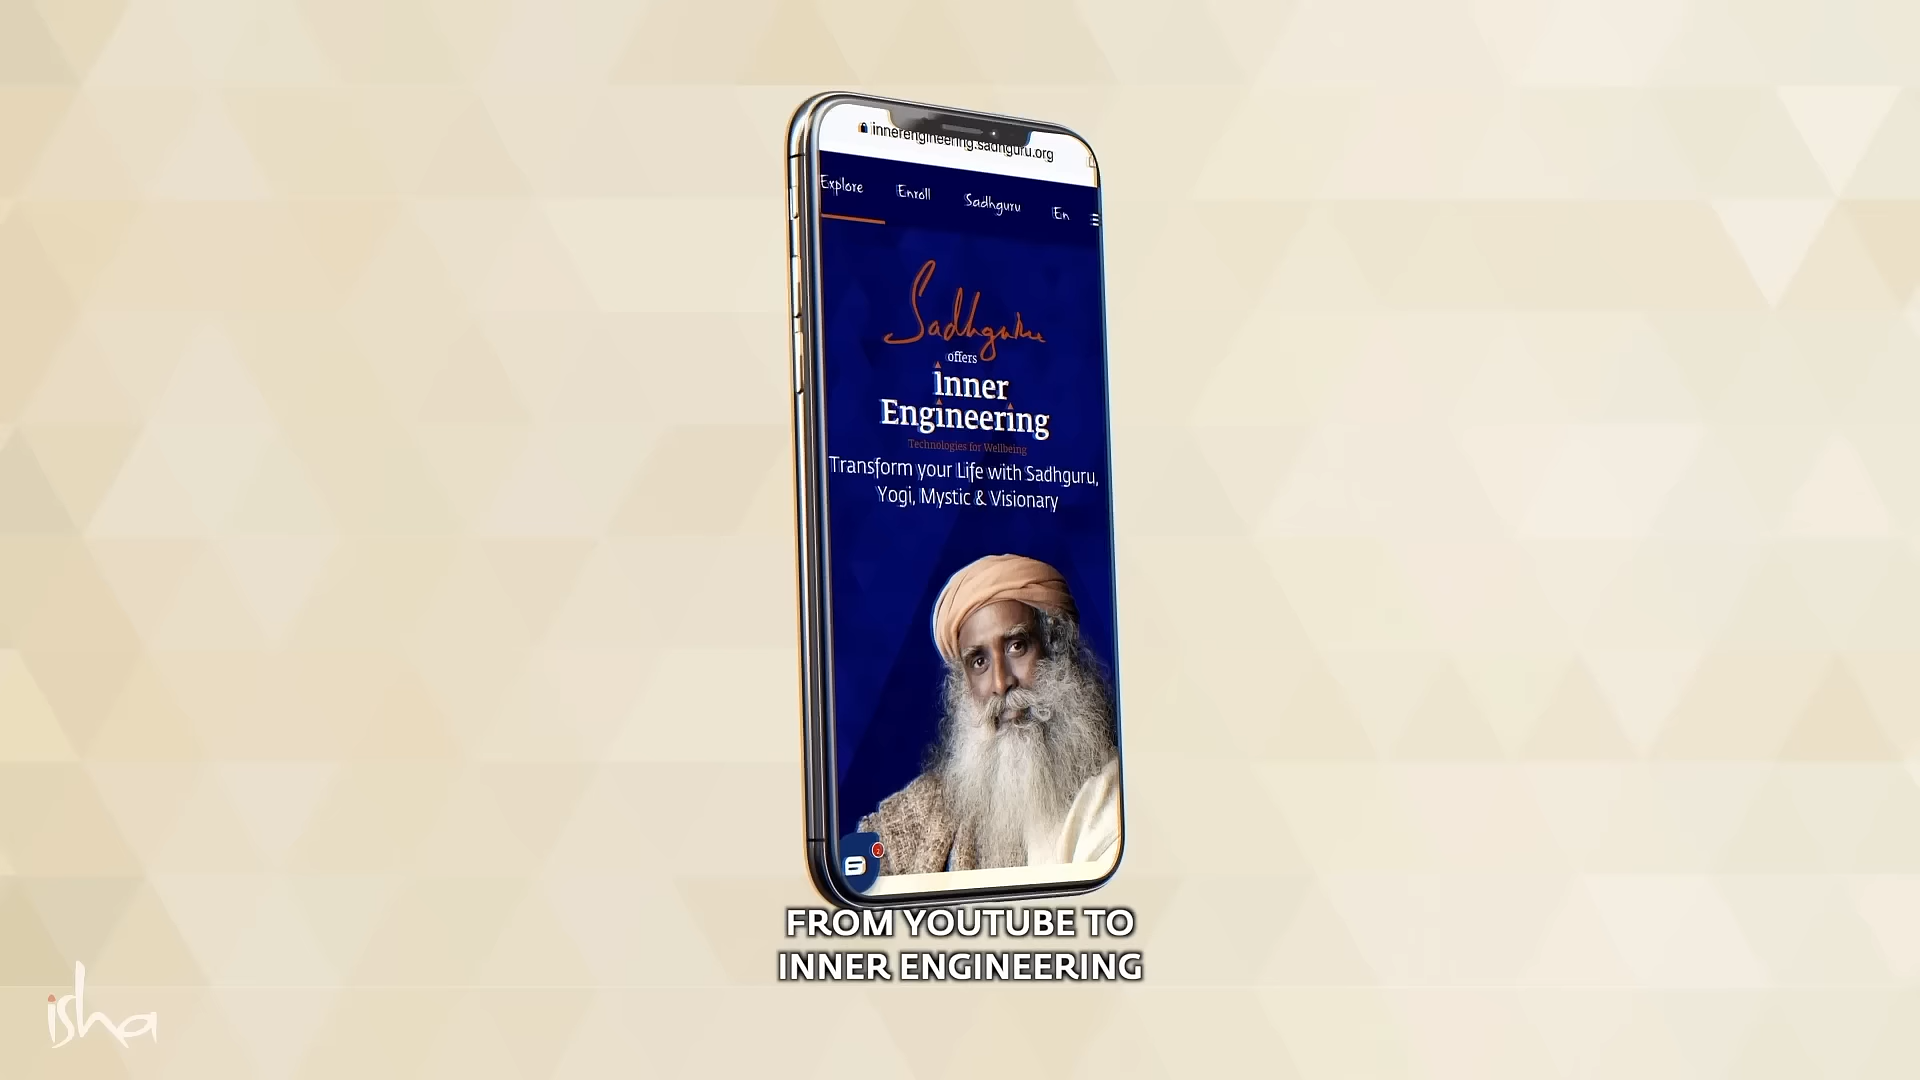 innerengineering.sadhguru.org
Explore Enroll Sadhguru En
Sadhguru
offers
inner
Engineering
Technologies for Wellbeing
Transform your Life with Sadhguru,
Yogi, Mystic & Visionary
FROM YOUTUBE TO
INNER ENGINEERING
isha